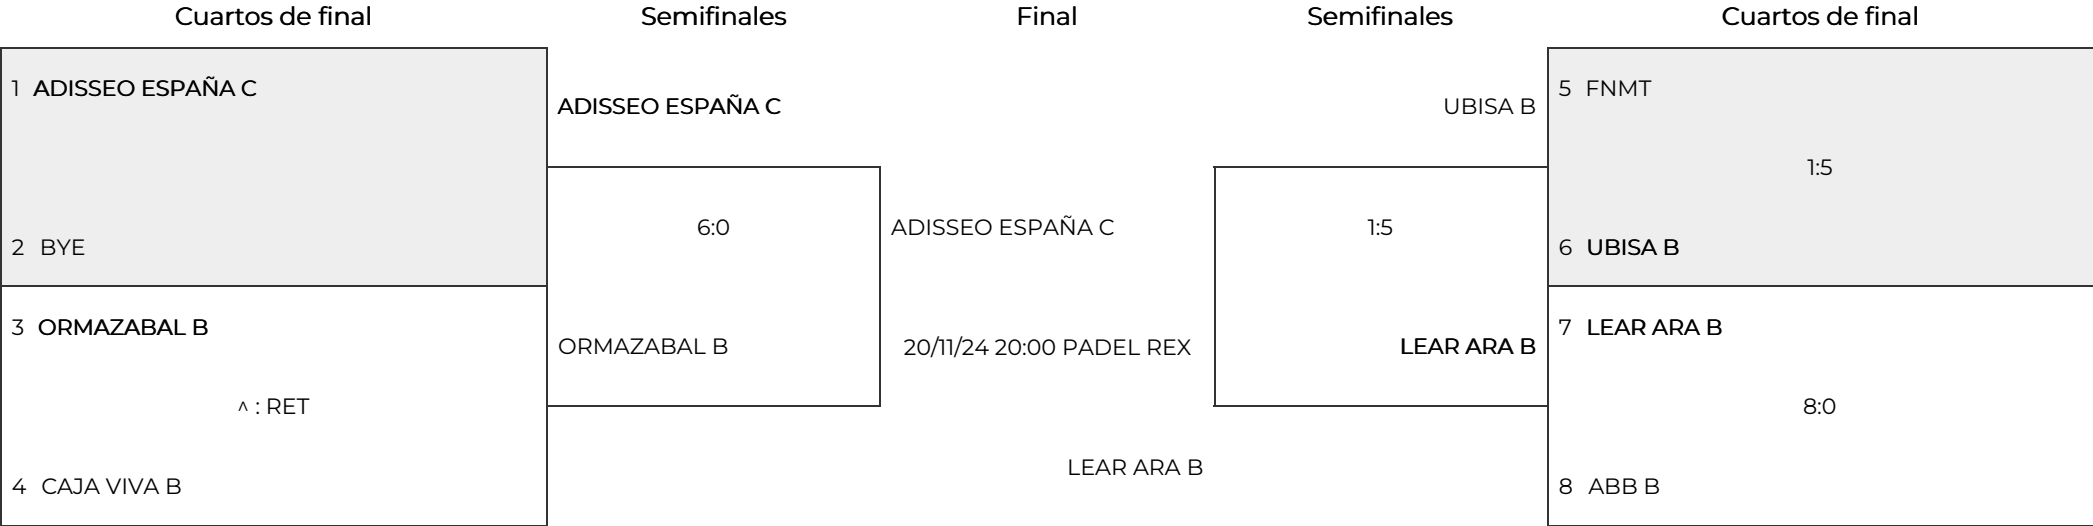 Cuartos de final
Semifinales
Final
Semifinales
Cuartos de final
1 ADISSEO ESPAÑA C
2 BYE
3 ORMAZABAL B
^ : RET
4 CAJA VIVA B
ADISSEO ESPAÑA C
6:0
ORMAZABAL B
ADISSEO ESPAÑA C
20/11/24 20:00 PADEL REX
LEAR ARA B
UBISA B
1:5
LEAR ARA B
5 FNMT
1:5
6 UBISA B
7 LEAR ARA B
8:0
8 ABB B